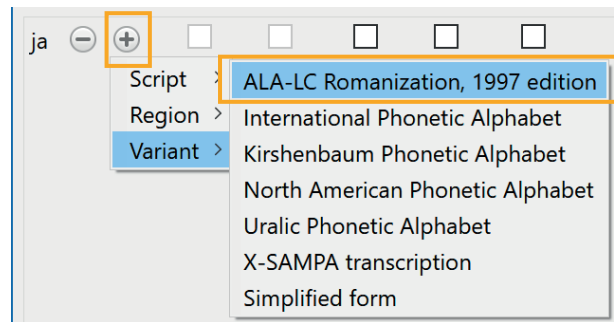 ja
Script >
Region >
Variant >
ALA-LC Romanization, 1997 edition
International Phonetic Alphabet
Kirshenbaum Phonetic Alphabet
North American Phonetic Alphabet
Uralic Phonetic Alphabet
X-SAMPA transcription
Simplified form